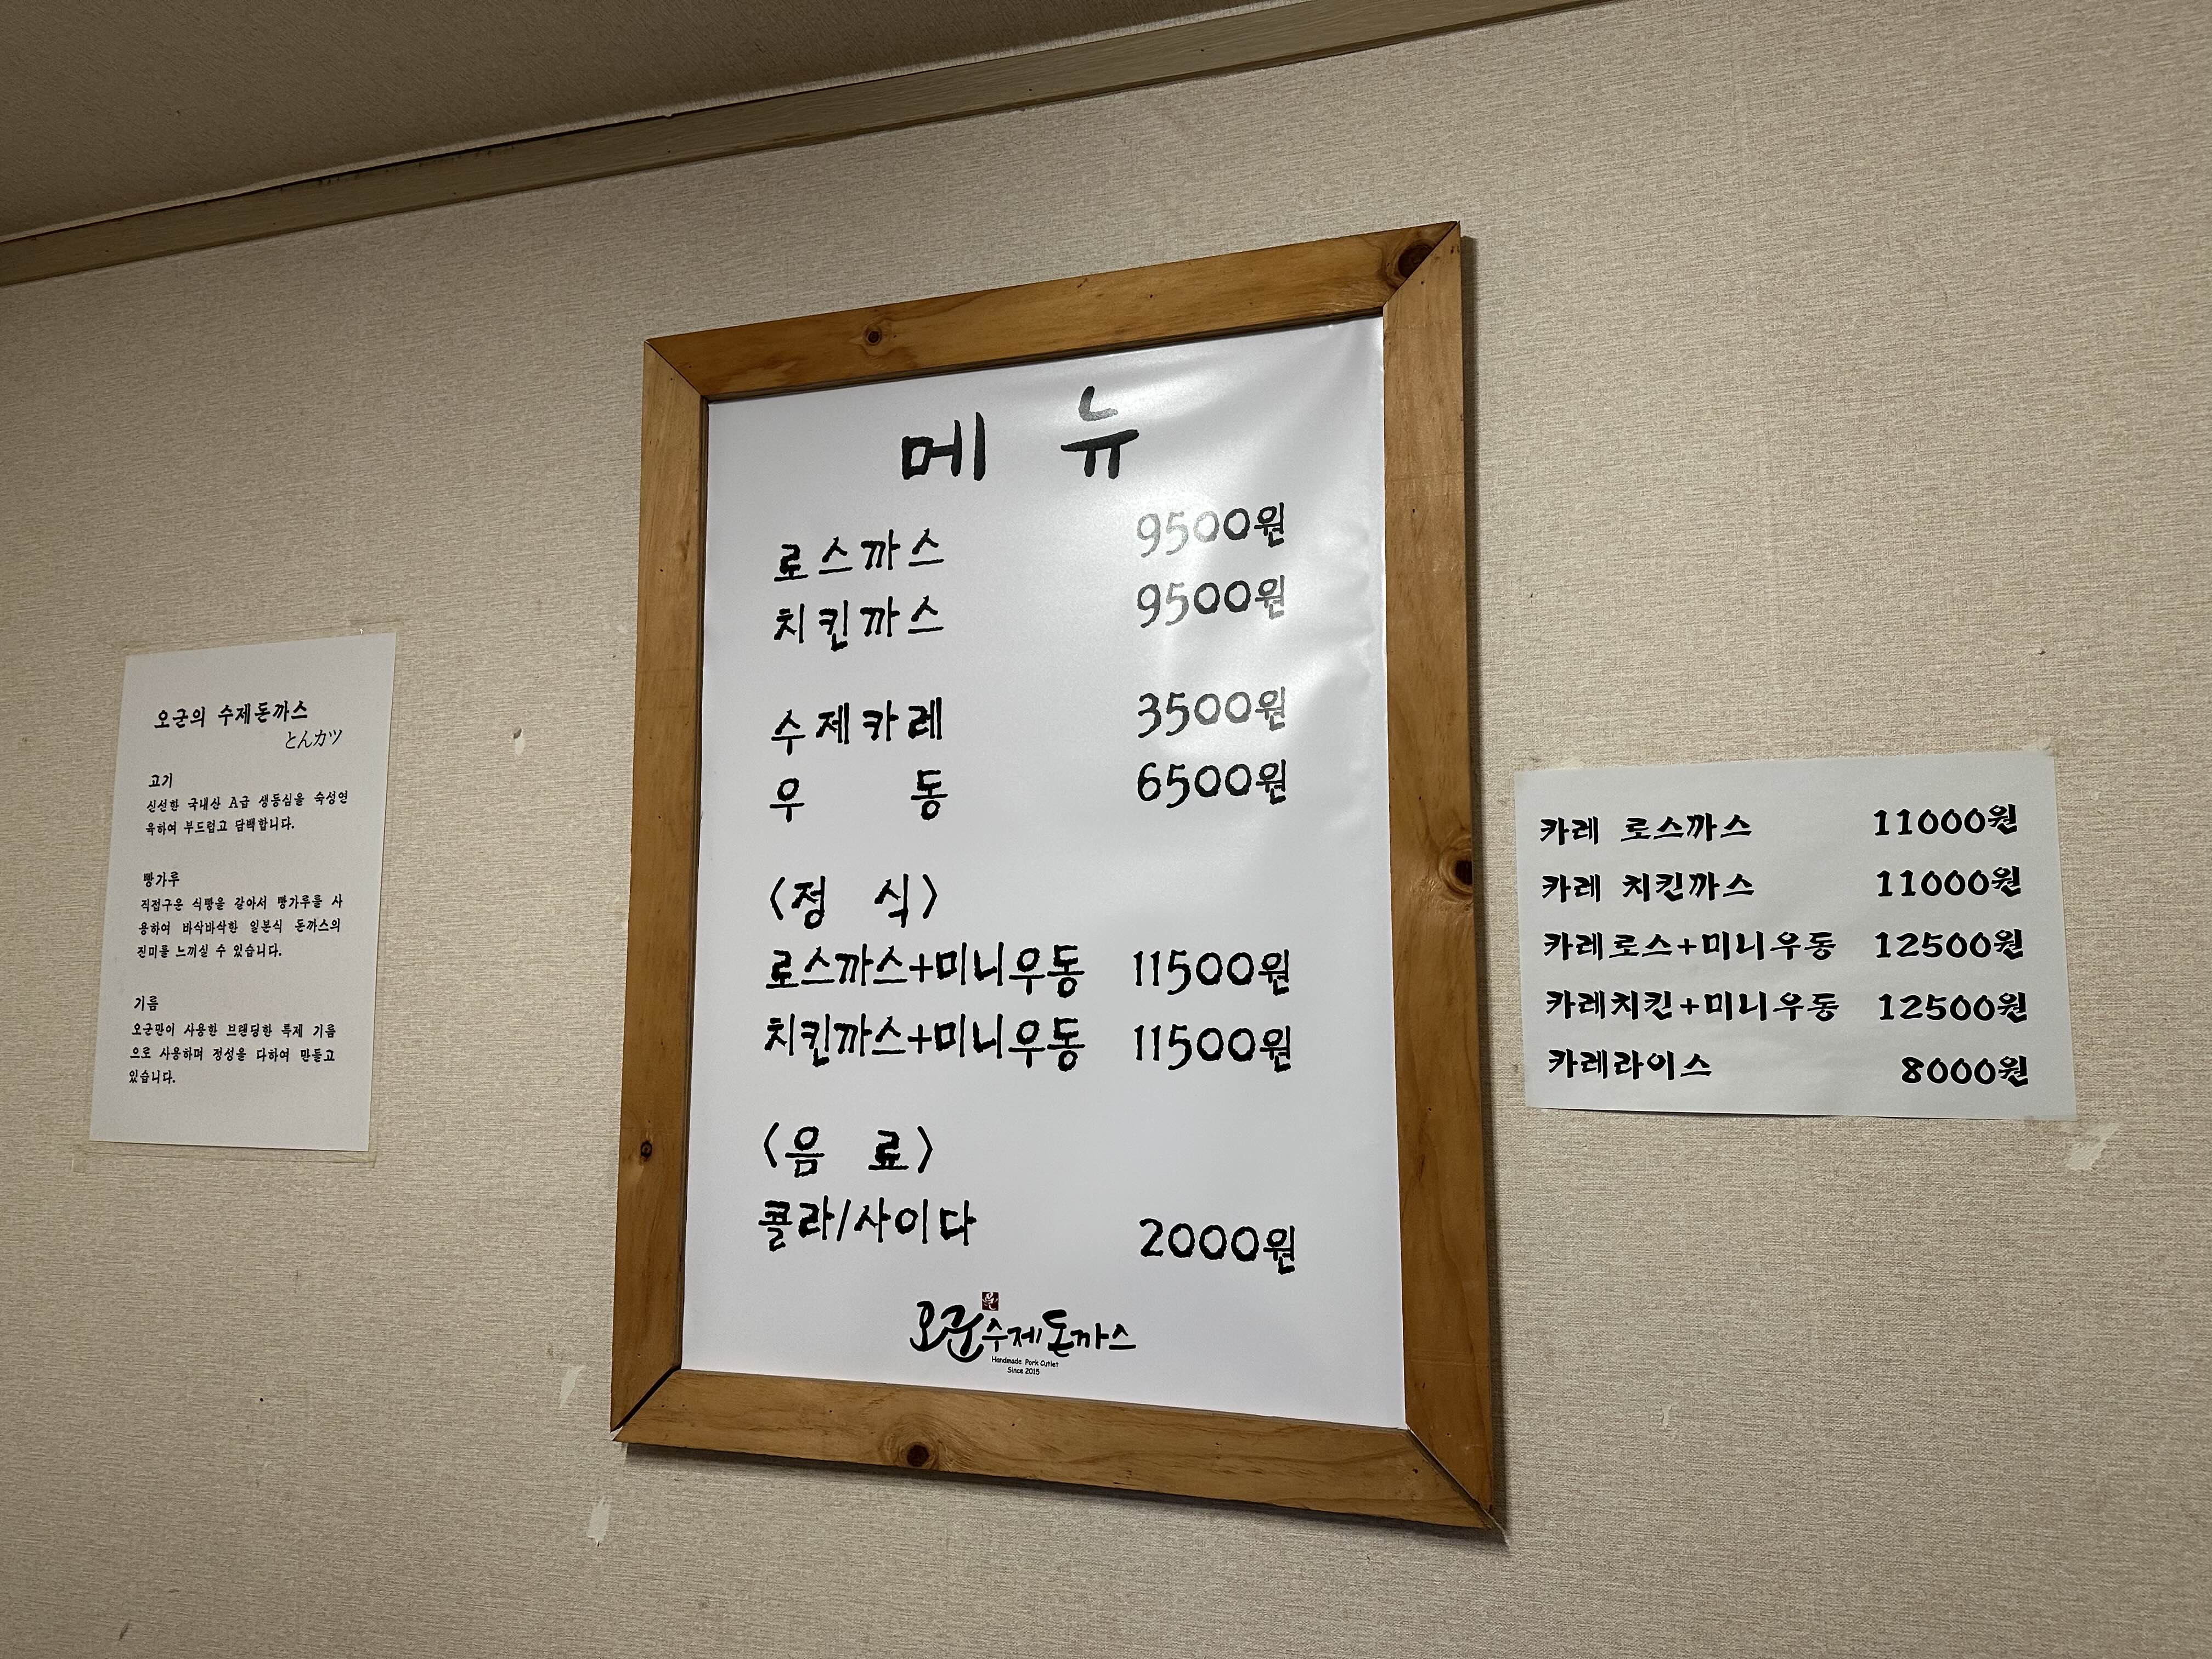 오군의 수제돈까스
とんカツ
고기
신선한 국내산 A급 생등심을 숙성연
육하여 부드럽고 담백합니다.
빵가루
직접구운 식빵을 갈아서 빵가루를 사
용하여 바삭바삭한 일본식 돈까스의
진미를 느끼실 수 있습니다.
기름
오군만이 사용한 브랜딩한 특제 기름
으로 사용하며 정성을 다하여 만들고
있습니다.
메 뉴
로스까스 9500원
치킨까스 9500원
수제카레 3500원
우 동 6500원
<정 식>
로스까스+미니우동 11500원
치킨까스+미니우동 11500원
<음 료>
콜라/사이다 2000원
오군수제돈까스
Handmade Pork Cutlet
Since 2015
카레 로스까스 11000원
카레 치킨까스 11000원
카레로스+미니우동 12500원
카레치킨+미니우동 12500원
카레라이스 8000원